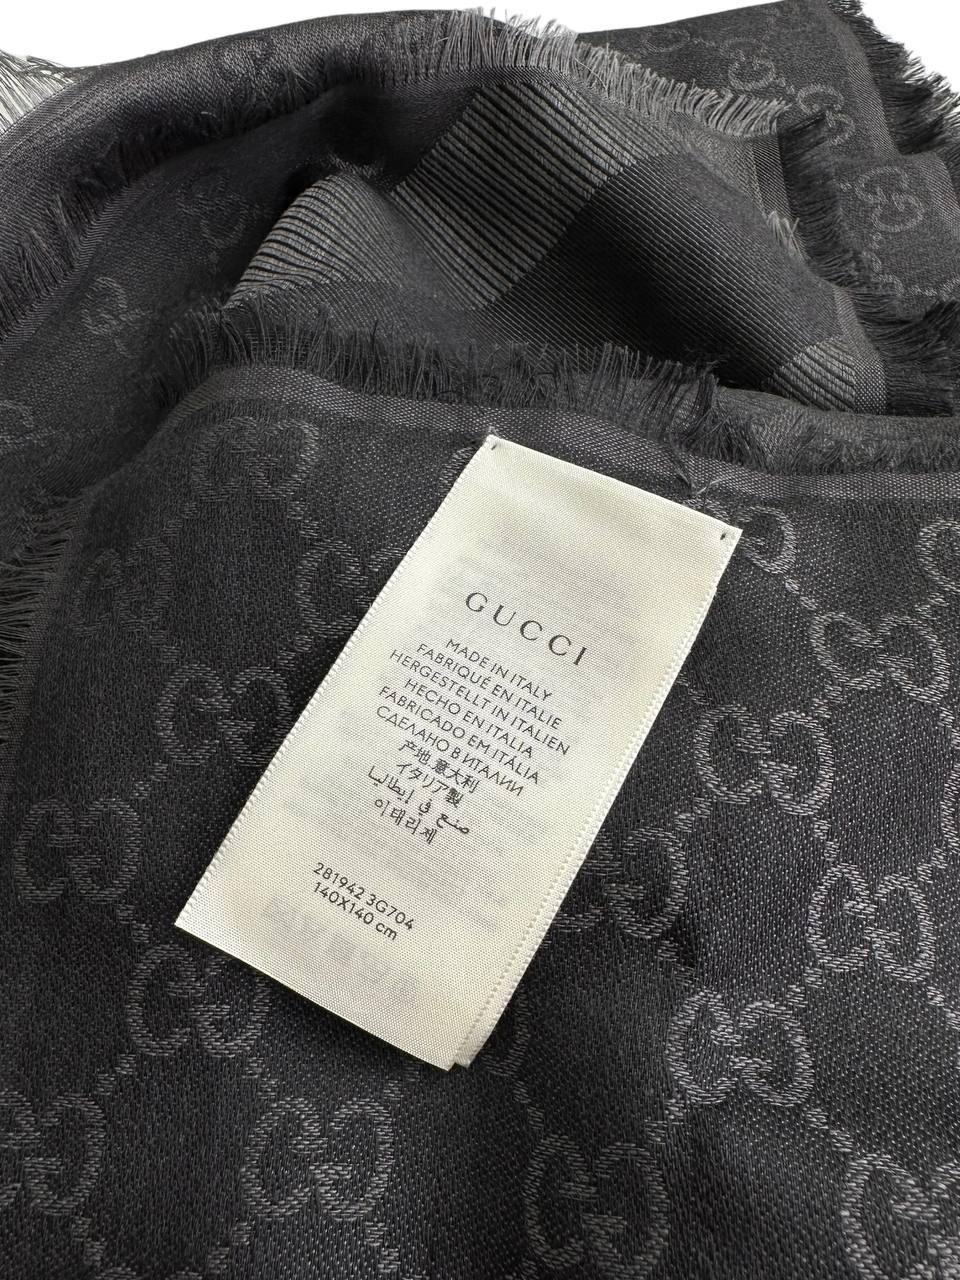 GUCCI
MADE IN ITALY
FABRIQUÉ EN ITALIE
HERGESTELLT IN ITALIEN
HECHO EN ITALIA
FABRICADO EM ITÁLIA
СДЕЛАНО В ИТАЛИИ
产地 意大利
イタリア製
صنع في إيطاليا
이태리제
281942 3G704
140X140 cm